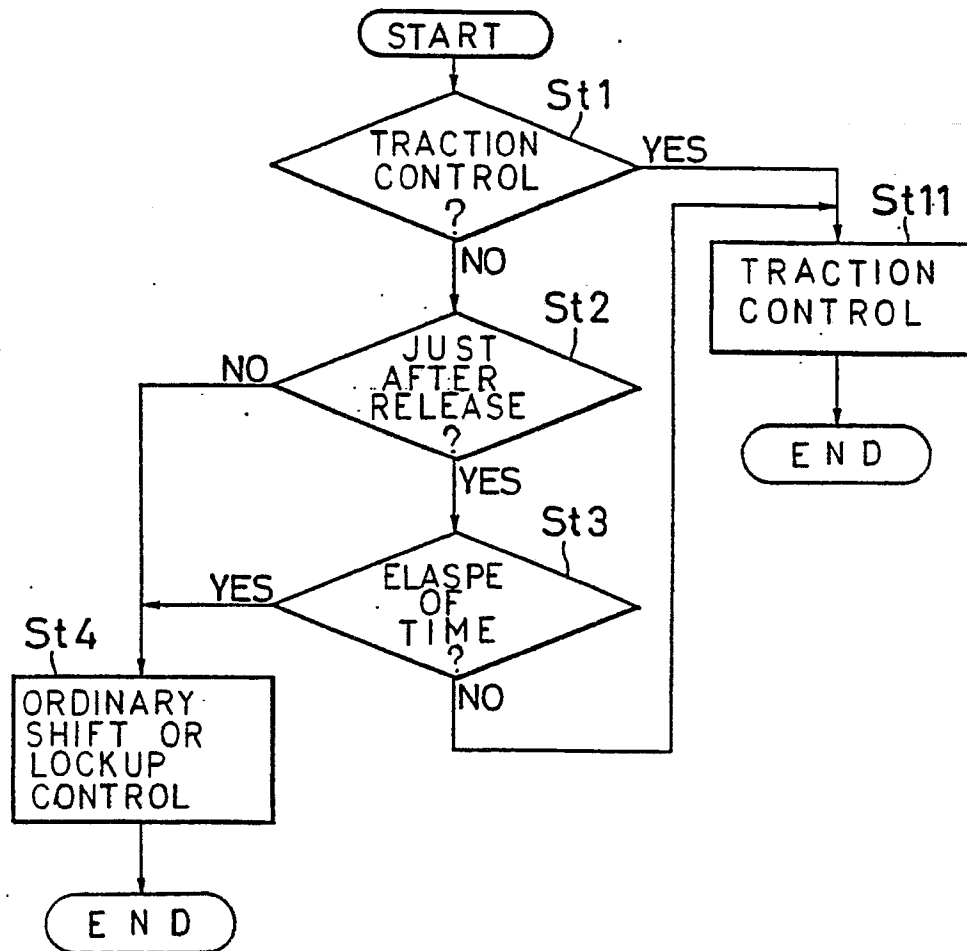 START
St1
TRACTION
CONTROL
?
YES
NO
St11
TRACTION
CONTROL
END
St2
JUST
AFTER
RELEASE
?
NO
YES
St3
ELASPE
OF
TIME
?
YES
NO
St4
ORDINARY
SHIFT OR
LOCKUP
CONTROL
END